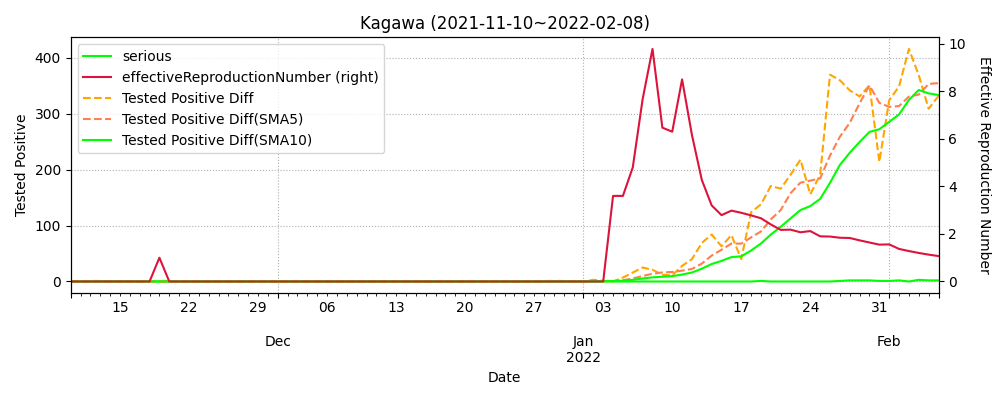 Kagawa (2021-11-10~2022-02-08)
serious
effectiveReproductionNumber (right)
Tested Positive Diff
Tested Positive Diff(SMA5)
Tested Positive Diff(SMA10)
Tested Positive
400
300
200
100
0
10
8
6
4
2
0
Effective Reproduction Number
15 22 29 06 13 20 27 03 10 17 24 31
Dec Jan Feb
2022
Date